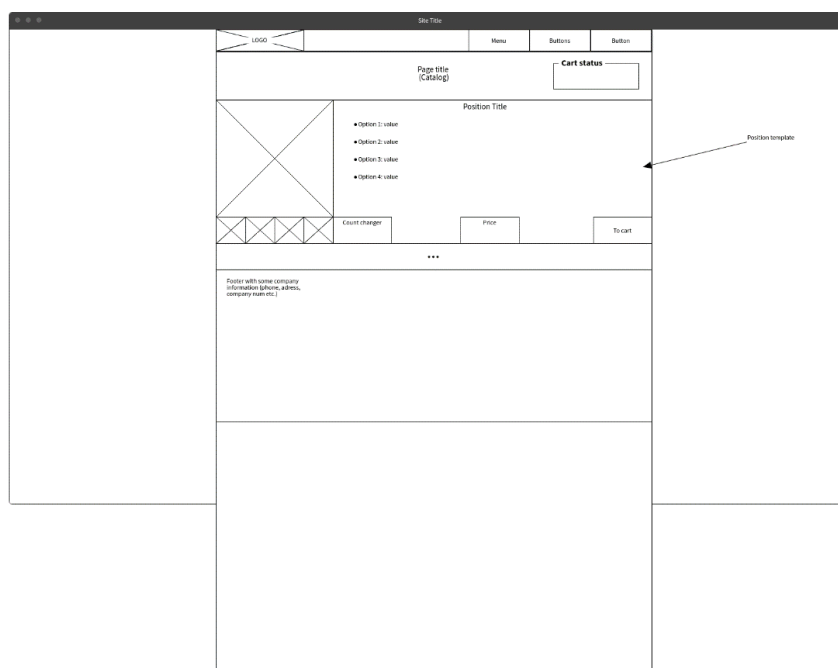 Site Title
LOGO
Menu
Buttons
Button
Page title
(Catalog)
Cart status
Position Title
• Option 1: value
• Option 2: value
• Option 3: value
• Option 4: value
Position template
Count changer
Price
To cart
•••
Footer with some company
information (phone, adress,
company num etc.)